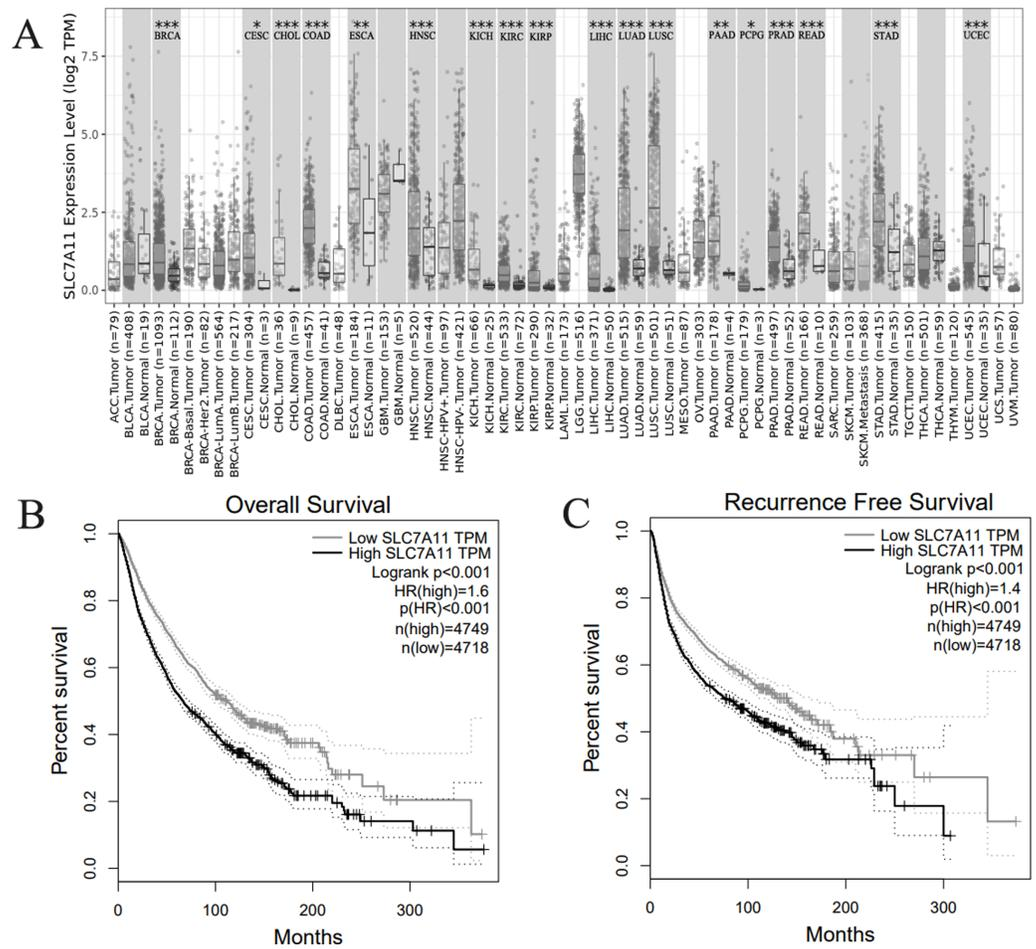 A
*** * *** *** ** *** *** *** *** *** *** *** ** * *** *** *** ***
BRCA CESC CHOL COAD ESCA HNSC KICH KIRC KIRP LIHC LUAD LUSC PAAD PCPG PRAD READ STAD UCEC
SLC7A11 Expression Level (log2 TPM)
7.5
5.0
2.5
0.0
ACC.Tumor (n=79)
BLCA.Tumor (n=408)
BLCA.Normal (n=19)
BRCA.Tumor (n=1093)
BRCA.Normal (n=112)
BRCA-Basal.Tumor (n=190)
BRCA-Her2.Tumor (n=82)
BRCA-LumA.Tumor (n=564)
BRCA-LumB.Tumor (n=217)
CESC.Tumor (n=304)
CESC.Normal (n=3)
CHOL.Tumor (n=36)
CHOL.Normal (n=9)
COAD.Tumor (n=457)
COAD.Normal (n=41)
DLBC.Tumor (n=48)
ESCA.Tumor (n=184)
ESCA.Normal (n=11)
GBM.Tumor (n=153)
GBM.Normal (n=5)
HNSC.Tumor (n=520)
HNSC.Normal (n=44)
HNSC-HPV+.Tumor (n=97)
HNSC-HPV-.Tumor (n=421)
KICH.Tumor (n=66)
KICH.Normal (n=25)
KIRC.Tumor (n=533)
KIRC.Normal (n=72)
KIRP.Tumor (n=290)
KIRP.Normal (n=32)
LAML.Tumor (n=173)
LGG.Tumor (n=516)
LIHC.Tumor (n=371)
LIHC.Normal (n=50)
LUAD.Tumor (n=515)
LUAD.Normal (n=59)
LUSC.Tumor (n=501)
LUSC.Normal (n=51)
MESO.Tumor (n=87)
OV.Tumor (n=303)
PAAD.Tumor (n=178)
PAAD.Normal (n=4)
PCPG.Tumor (n=179)
PCPG.Normal (n=3)
PRAD.Tumor (n=497)
PRAD.Normal (n=52)
READ.Tumor (n=166)
READ.Normal (n=10)
SARC.Tumor (n=259)
SKCM.Tumor (n=103)
SKCM.Metastasis (n=368)
STAD.Tumor (n=415)
STAD.Normal (n=35)
TGCT.Tumor (n=150)
THCA.Tumor (n=501)
THCA.Normal (n=59)
THYM.Tumor (n=120)
UCEC.Tumor (n=545)
UCEC.Normal (n=35)
UCS.Tumor (n=57)
UVM.Tumor (n=80)
B
Overall Survival
Low SLC7A11 TPM
High SLC7A11 TPM
Logrank p<0.001
HR(high)=1.6
p(HR)<0.001
n(high)=4749
n(low)=4718
Percent survival
1.0
0.8
0.6
0.4
0.2
0.0
0 100 200 300
Months
C
Recurrence Free Survival
Low SLC7A11 TPM
High SLC7A11 TPM
Logrank p<0.001
HR(high)=1.4
p(HR)<0.001
n(high)=4749
n(low)=4718
Percent survival
1.0
0.8
0.6
0.4
0.2
0.0
0 100 200 300
Months